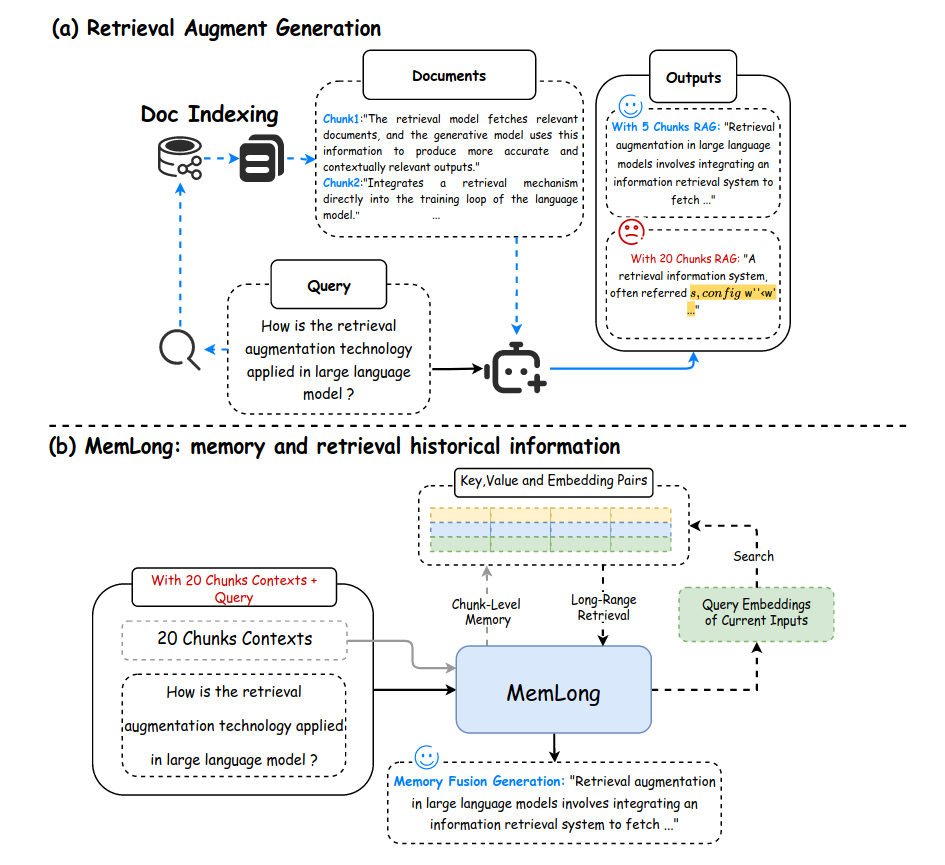 (a) Retrieval Augment Generation
Doc Indexing
Documents
Chunk1:"The retrieval model fetches relevant
documents, and the generative model uses this
information to produce more accurate and
contextually relevant outputs."
Chunk2:"Integrates a retrieval mechanism
directly into the training loop of the language
model." ...
Outputs
With 5 Chunks RAG: "Retrieval
augmentation in large language
models involves integrating an
information retrieval system to
fetch ..."
With 20 Chunks RAG: "A
retrieval information system,
often referred s, config w''‹w'
..."
Query
How is the retrieval
augmentation technology
applied in large language
model ?
(b) MemLong: memory and retrieval historical information
Key,Value and Embedding Pairs
Search
Query Embeddings
of Current Inputs
Chunk-Level
Memory
Long-Range
Retrieval
With 20 Chunks Contexts +
Query
20 Chunks Contexts
How is the retrieval
augmentation technology applied
in large language model ?
MemLong
Memory Fusion Generation: "Retrieval augmentation
in large language models involves integrating an
information retrieval system to fetch ..."